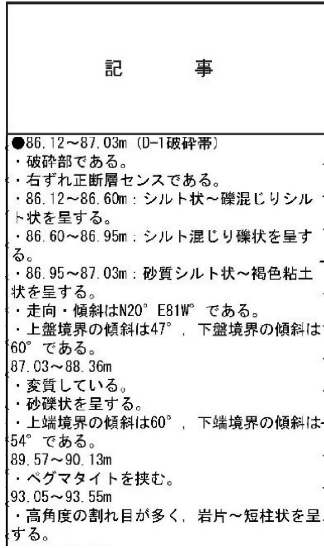 記　事
●86.12～87.03m (D-1破砕帯)
・破砕部である。
・右ずれ正断層センスである。
・86.12～86.60m：シルト状～礫混じりシル
ト状を呈する。
・86.60～86.95m：シルト混じり礫状を呈す
る。
・86.95～87.03m：砂質シルト状～褐色粘土
状を呈する。
・走向・傾斜はN20°E81W°である。
・上盤境界の傾斜は47°，下盤境界の傾斜は
60°である。
87.03～88.36m
・変質している。
・砂礫状を呈する。
・上端境界の傾斜は60°，下端境界の傾斜は
54°である。
89.57～90.13m
・ペグマタイトを挟む。
93.05～93.55m
・高角度の割れ目が多く，岩片～短柱状を呈
する。